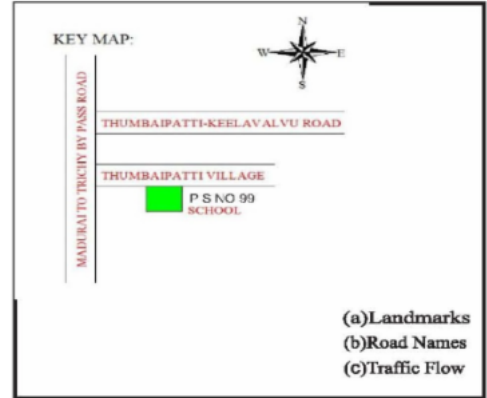 KEY MAP:
N
W
E
S
MADURAI TO TRICHY BY PASS ROAD
THUMBAIPATTI-KEELAVALVU ROAD
THUMBAIPATTI VILLAGE
P S NO 99
SCHOOL
(a)Landmarks
(b)Road Names
(c)Traffic Flow